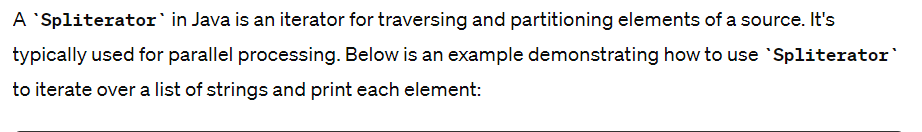 A `Spliterator` in Java is an iterator for traversing and partitioning elements of a source. It's
typically used for parallel processing. Below is an example demonstrating how to use `Spliterator`
to iterate over a list of strings and print each element: